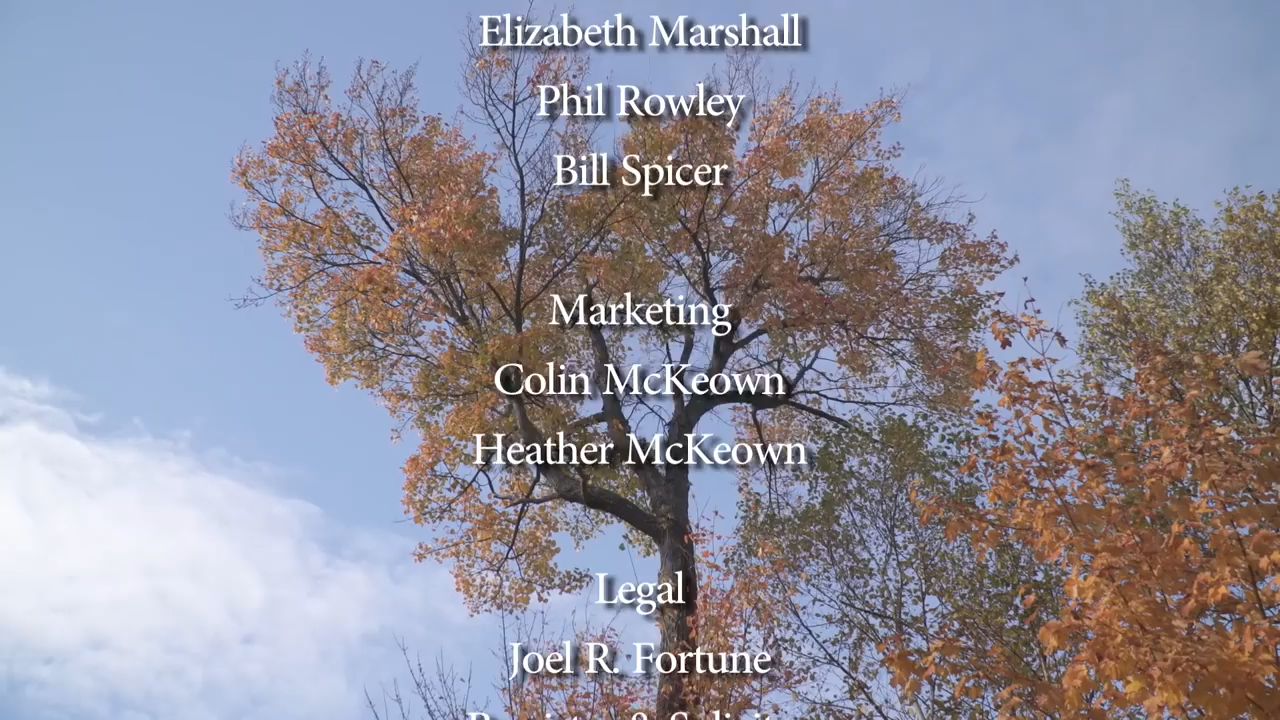 Elizabeth Marshall
Phil Rowley
Bill Spicer
Marketing
Colin McKeown
Heather McKeown
Legal
Joel R. Fortune